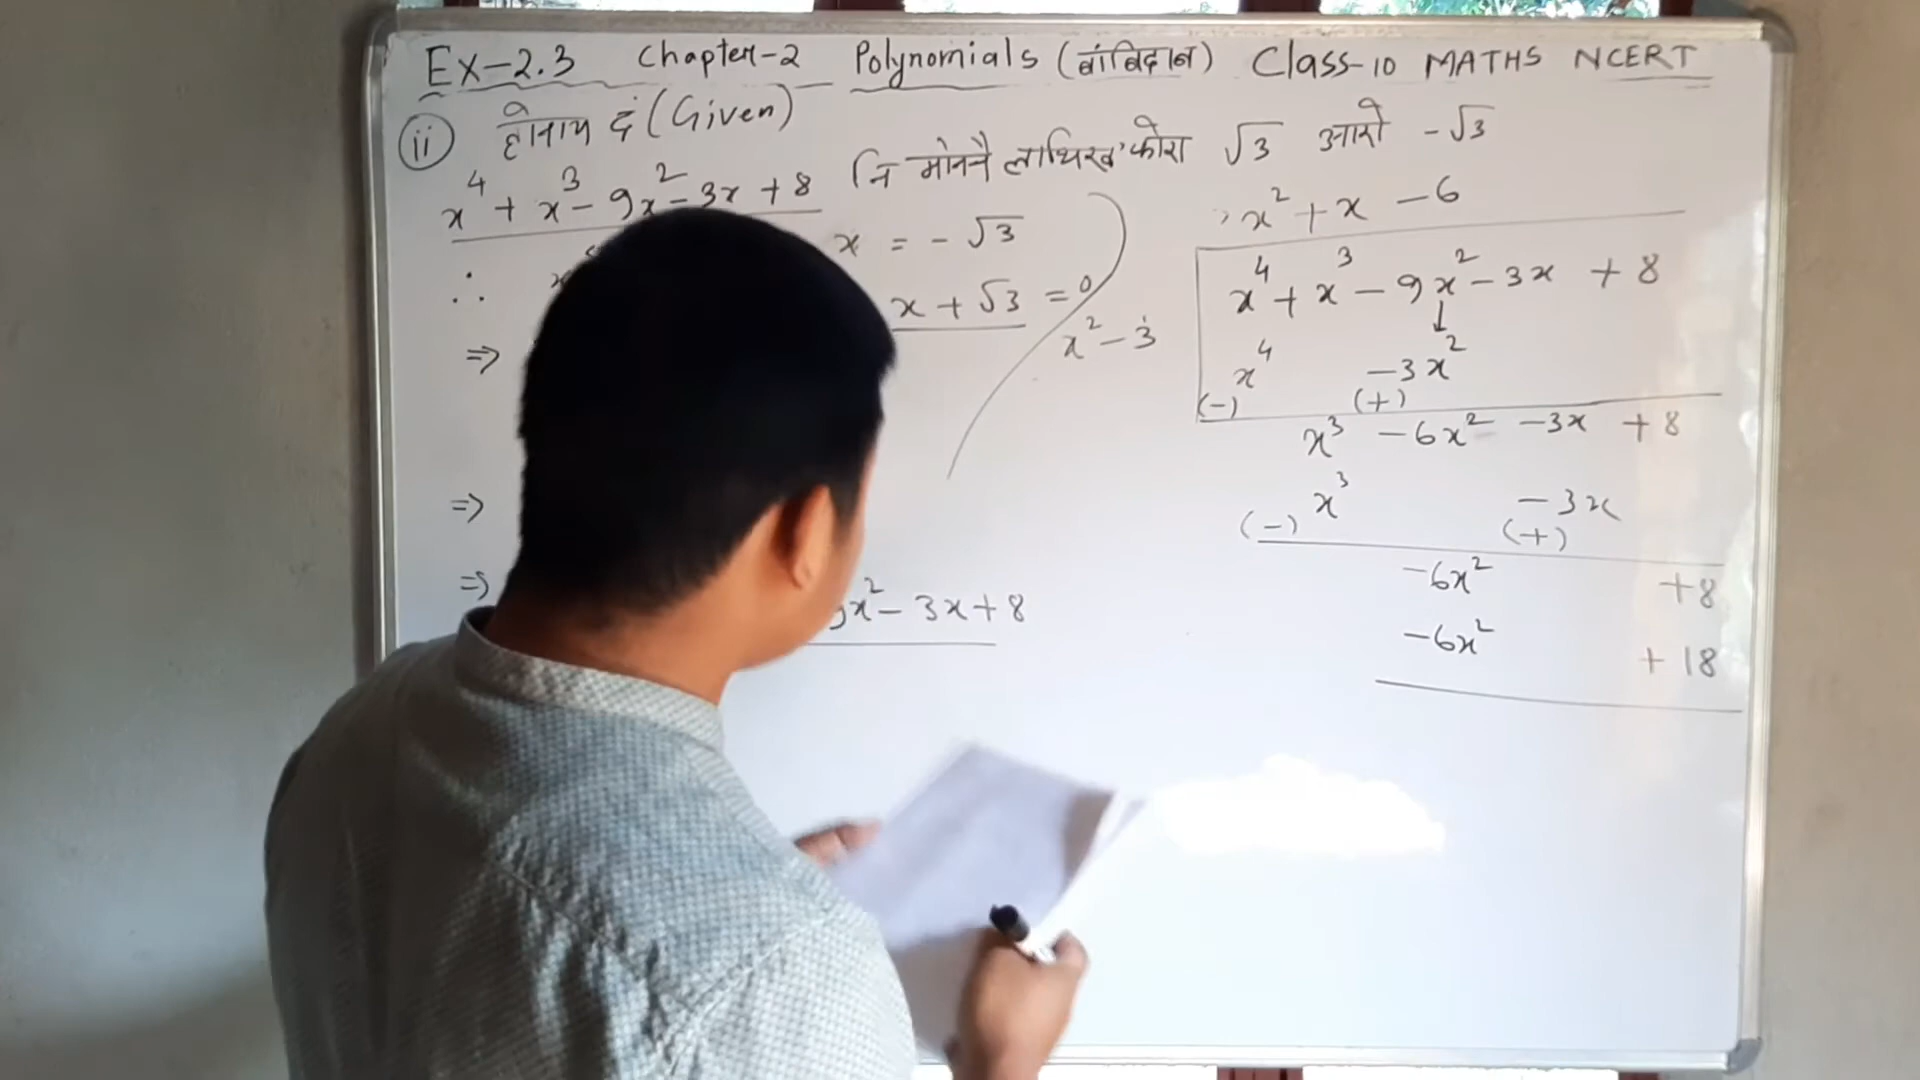 Ex-2.3 Chapter-2 Polynomials (बांबिदाब) Class-10 MATHS NCERT
ii (Given)
x⁴ + x³ - 9x² - 3x + 8 नि √3 आरो -√3
∴ x = -√3
x + √3 = 0
⇒ x² - 3
⇒
⇒ x² - 3x + 8
x² + x - 6
x⁴ + x³ - 9x² - 3x + 8
↓
x⁴ -3x²
(-) (+)
x³ - 6x² - 3x + 8
x³ -3x
(-) (+)
-6x² +8
-6x² + 18